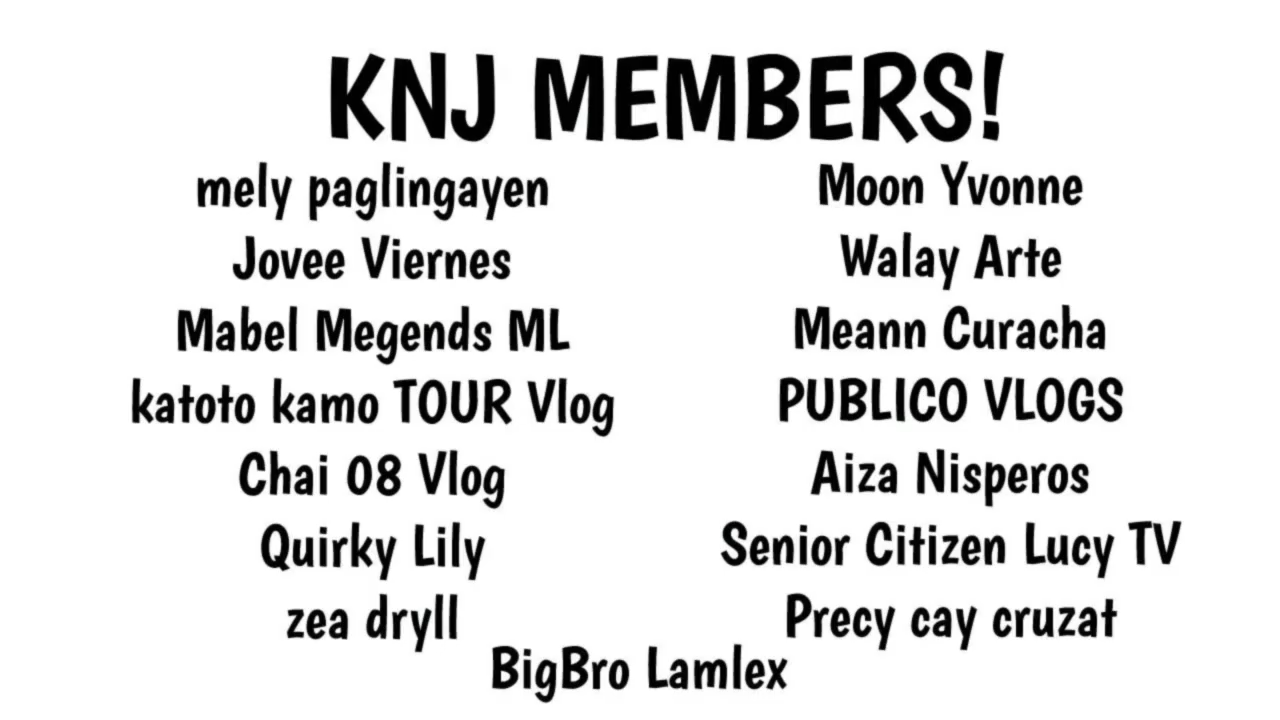 KNJ MEMBERS!
mely paglingayen
Jovee Viernes
Mabel Megends ML
katoto kamo TOUR Vlog
Chai 08 Vlog
Quirky Lily
zea dryll
Moon Yvonne
Walay Arte
Meann Curacha
PUBLICO VLOGS
Aiza Nisperos
Senior Citizen Lucy TV
Precy cay cruzat
BigBro Lamlex